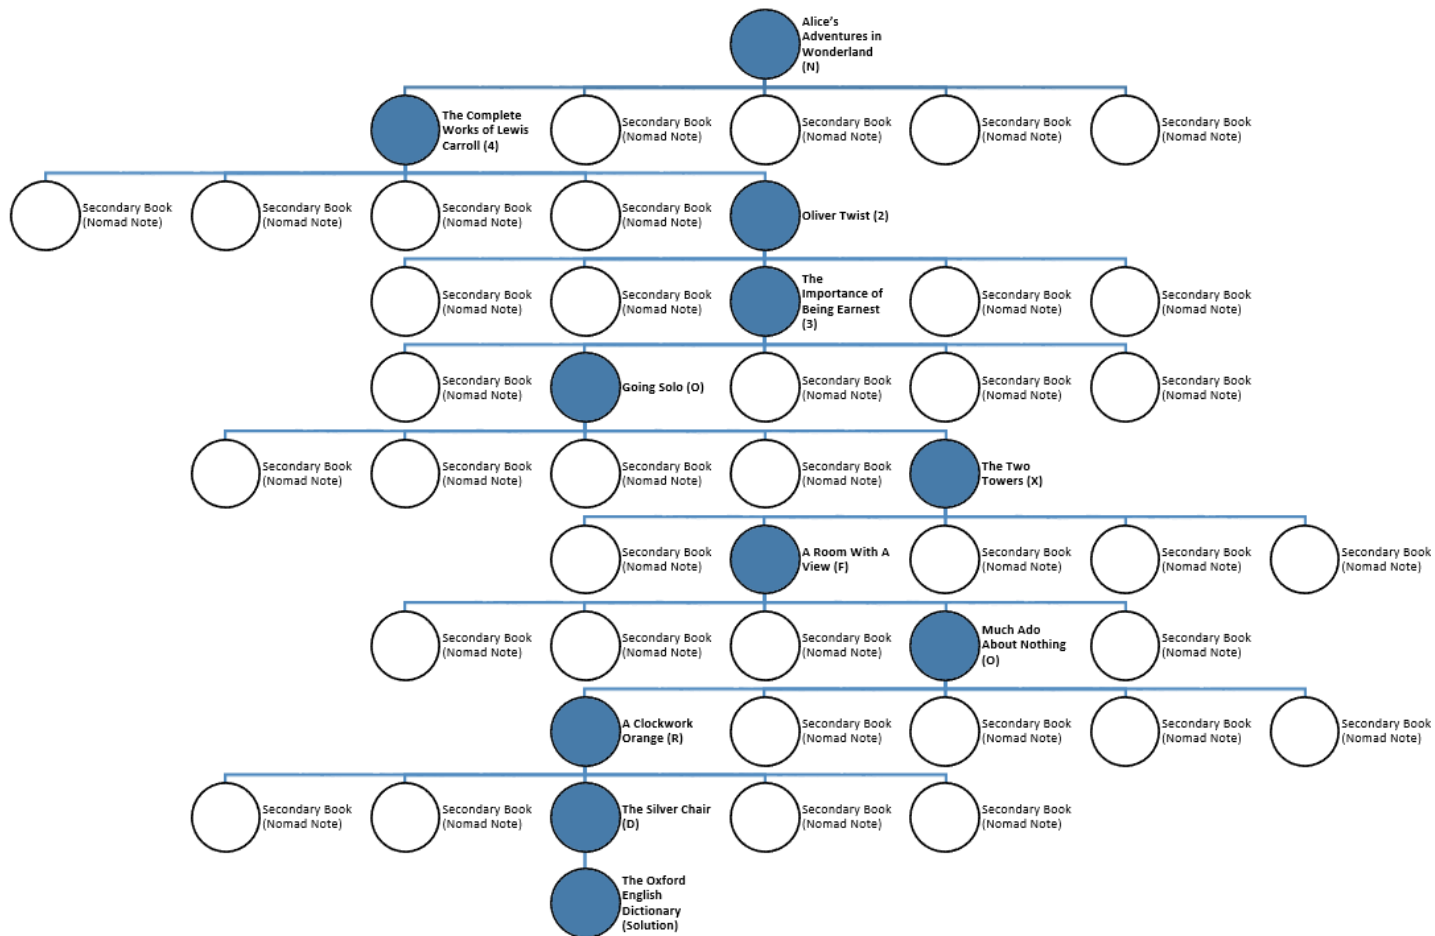 Alice’s
Adventures in
Wonderland
(N)
The Complete
Works of Lewis
Carroll (4)
Secondary Book
(Nomad Note)
Secondary Book
(Nomad Note)
Secondary Book
(Nomad Note)
Secondary Book
(Nomad Note)
Secondary Book
(Nomad Note)
Secondary Book
(Nomad Note)
Secondary Book
(Nomad Note)
Secondary Book
(Nomad Note)
Oliver Twist (2)
Secondary Book
(Nomad Note)
Secondary Book
(Nomad Note)
The
Importance of
Being Earnest
(3)
Secondary Book
(Nomad Note)
Secondary Book
(Nomad Note)
Secondary Book
(Nomad Note)
Going Solo (O)
Secondary Book
(Nomad Note)
Secondary Book
(Nomad Note)
Secondary Book
(Nomad Note)
Secondary Book
(Nomad Note)
Secondary Book
(Nomad Note)
Secondary Book
(Nomad Note)
Secondary Book
(Nomad Note)
The Two
Towers (X)
Secondary Book
(Nomad Note)
A Room With A
View (F)
Secondary Book
(Nomad Note)
Secondary Book
(Nomad Note)
Secondary Book
(Nomad Note)
Secondary Book
(Nomad Note)
Secondary Book
(Nomad Note)
Secondary Book
(Nomad Note)
Much Ado
About Nothing
(O)
Secondary Book
(Nomad Note)
A Clockwork
Orange (R)
Secondary Book
(Nomad Note)
Secondary Book
(Nomad Note)
Secondary Book
(Nomad Note)
Secondary Book
(Nomad Note)
Secondary Book
(Nomad Note)
Secondary Book
(Nomad Note)
The Silver Chair
(D)
Secondary Book
(Nomad Note)
Secondary Book
(Nomad Note)
The Oxford
English
Dictionary
(Solution)